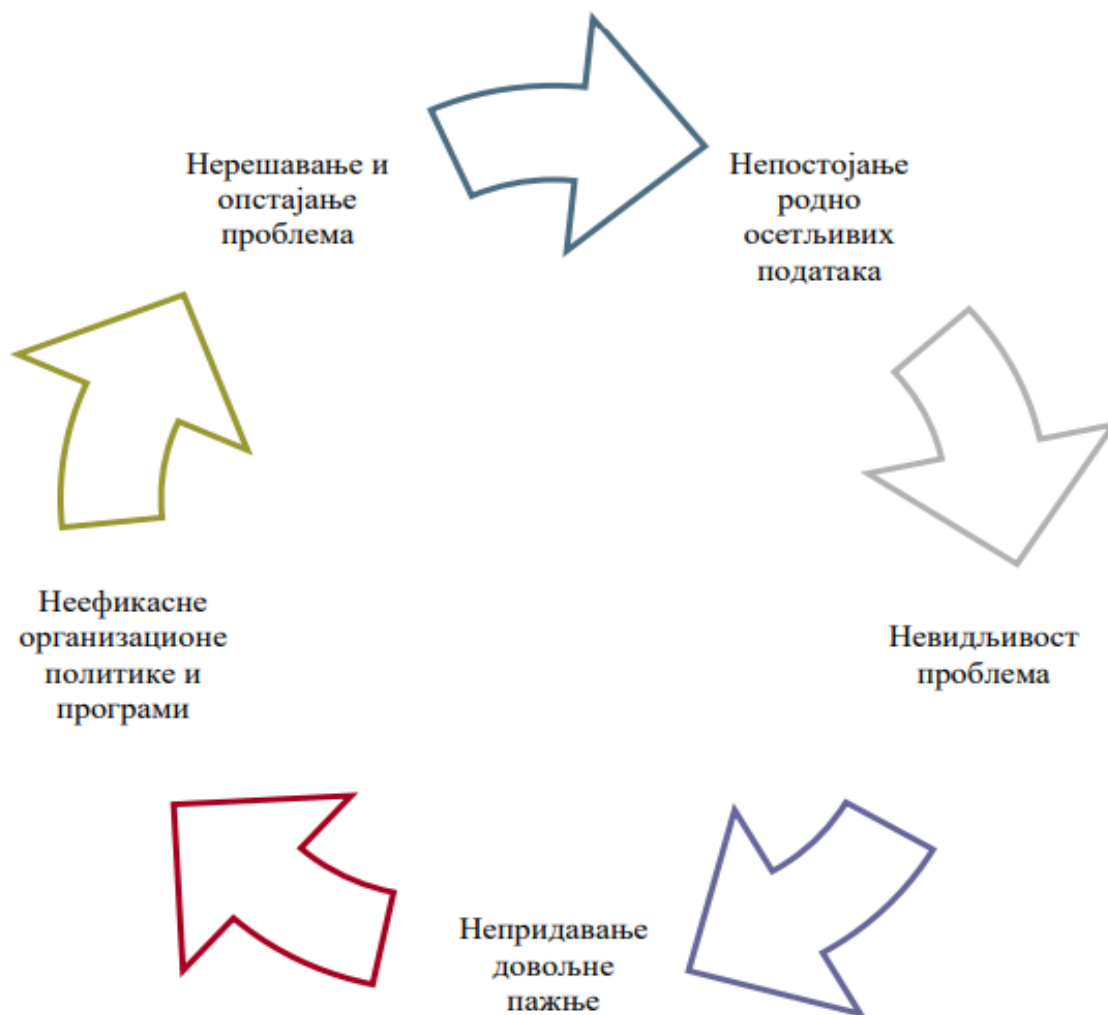 Нерешавање и
опстајање
проблема
Непостојање
родно
осетљивих
података
Невидљивост
проблема
Непридавање
довољне
пажње
Неефикасне
организационе
политике и
програми